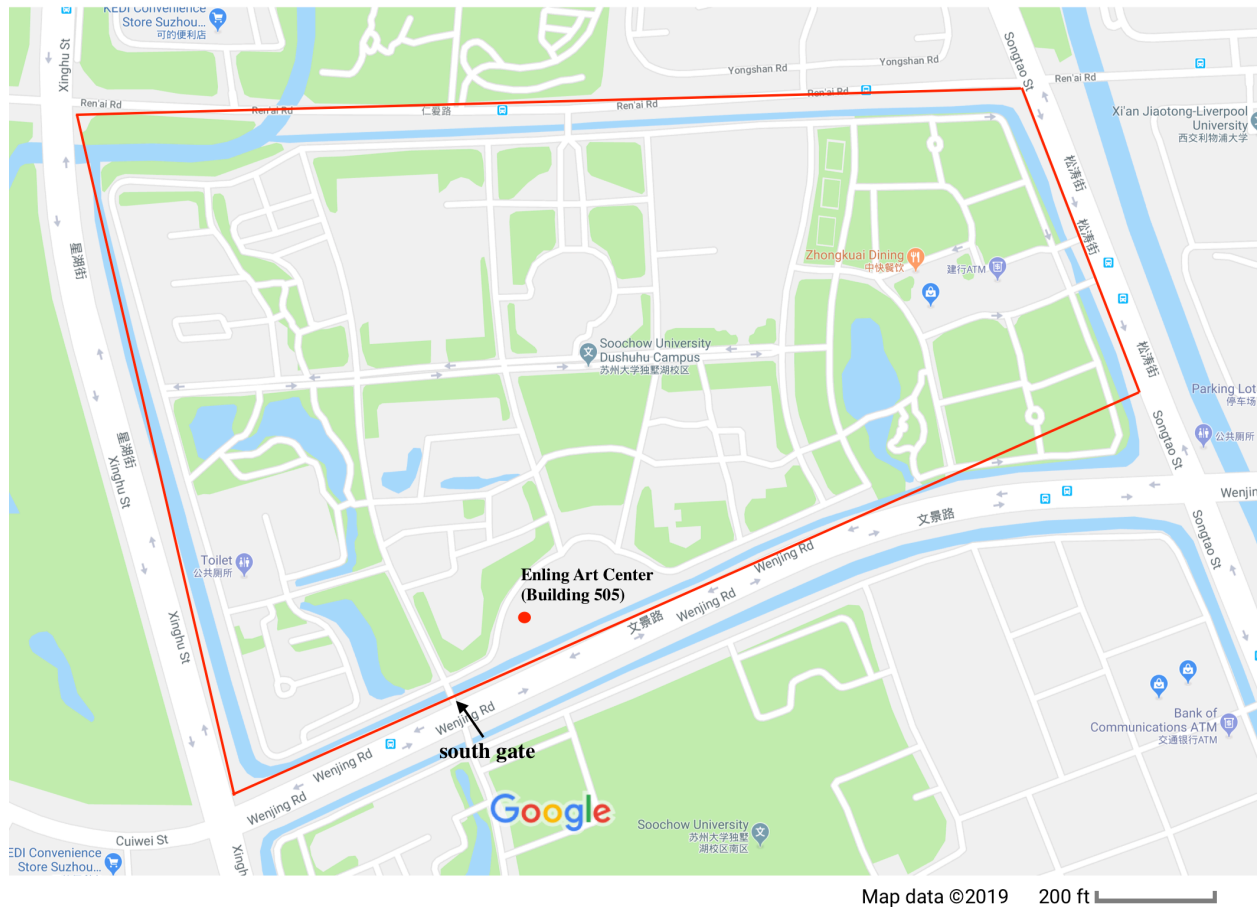 KEDI Convenience
Store Suzhou...
可的便利店
Xinghu St
Ren'ai Rd
Ren'ai Rd
仁爱路
Ren'ai Rd
Yongshan Rd
Yongshan Rd
Ren'ai Rd
Songtao St
Ren'ai Rd
Xi'an Jiaotong-Liverpool
University
西交利物浦大学
松涛街
松涛街
星湖街
Zhongkuai Dining
中快餐饮
建行ATM
Soochow University
Dushuhu Campus
苏州大学独墅湖校区
松涛街
Parking Lot
停车场
公共厕所
Songtao St
星湖街
Xinghu St
Wenjin
文景路
Songtao St
Toilet
公共厕所
Enling Art Center
(Building 505)
Wenjing Rd
Wenjing Rd
文景路
Xinghu St
Wenjing Rd
south gate
Wenjing Rd
Wenjing Rd
Google
Bank of
Communications ATM
交通银行ATM
Soochow University
苏州大学独墅
湖校区南区
Cuiwei St
Xingh
EDI Convenience
Store Suzhou...
Map data ©2019 200 ft